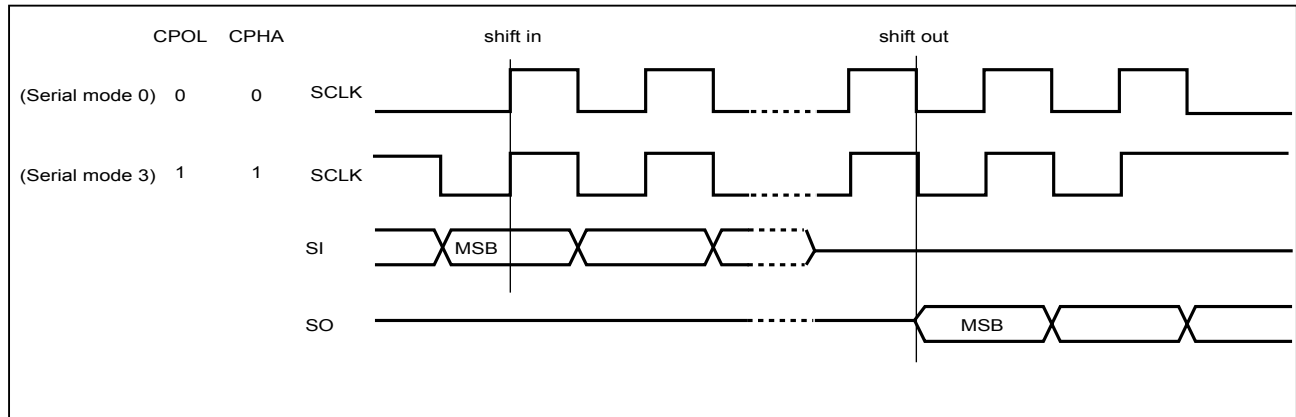 CPOL CPHA shift in shift out
(Serial mode 0) 0 0 SCLK
(Serial mode 3) 1 1 SCLK
SI MSB
SO MSB